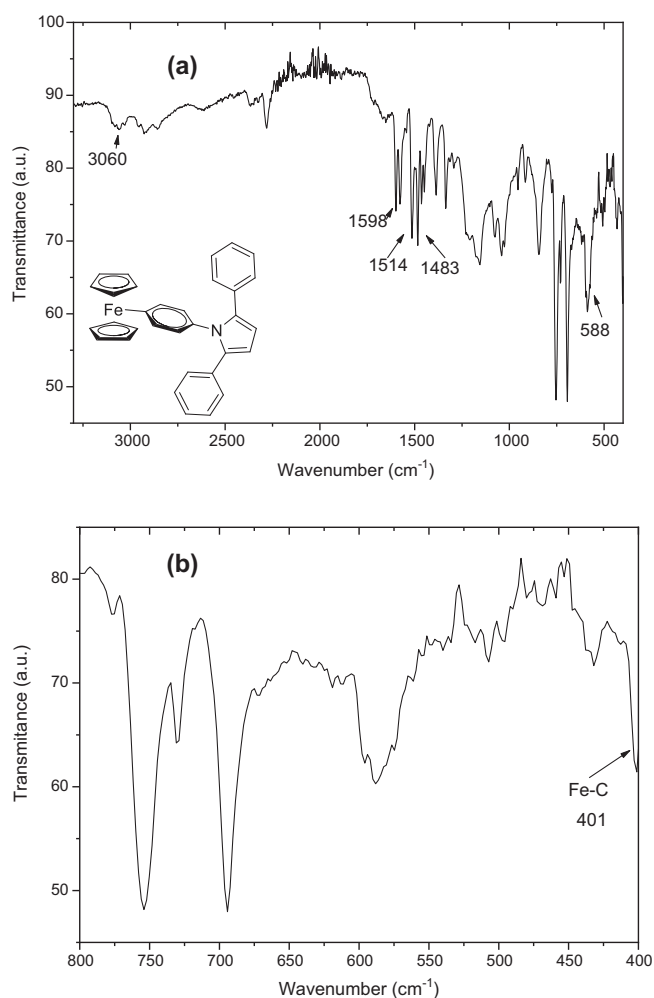 (a)
100
90
80
70
60
50
Transmittance (a.u.)
3060
1598
1514
1483
588
Fe
N
3000 2500 2000 1500 1000 500
Wavenumber (cm⁻¹)
(b)
80
70
60
50
Transmitance (a.u.)
Fe-C
401
800 750 700 650 600 550 500 450 400
Wavenumber (cm⁻¹)